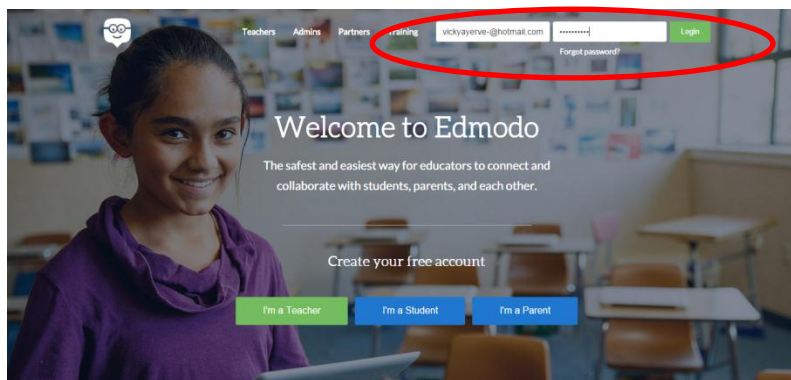 Teachers Admins Partners Training vickyayerve-@hotmail.com ••••••••• Login
Forgot password?
Welcome to Edmodo
The safest and easiest way for educators to connect and
collaborate with students, parents, and each other.
Create your free account
I'm a Teacher I'm a Student I'm a Parent